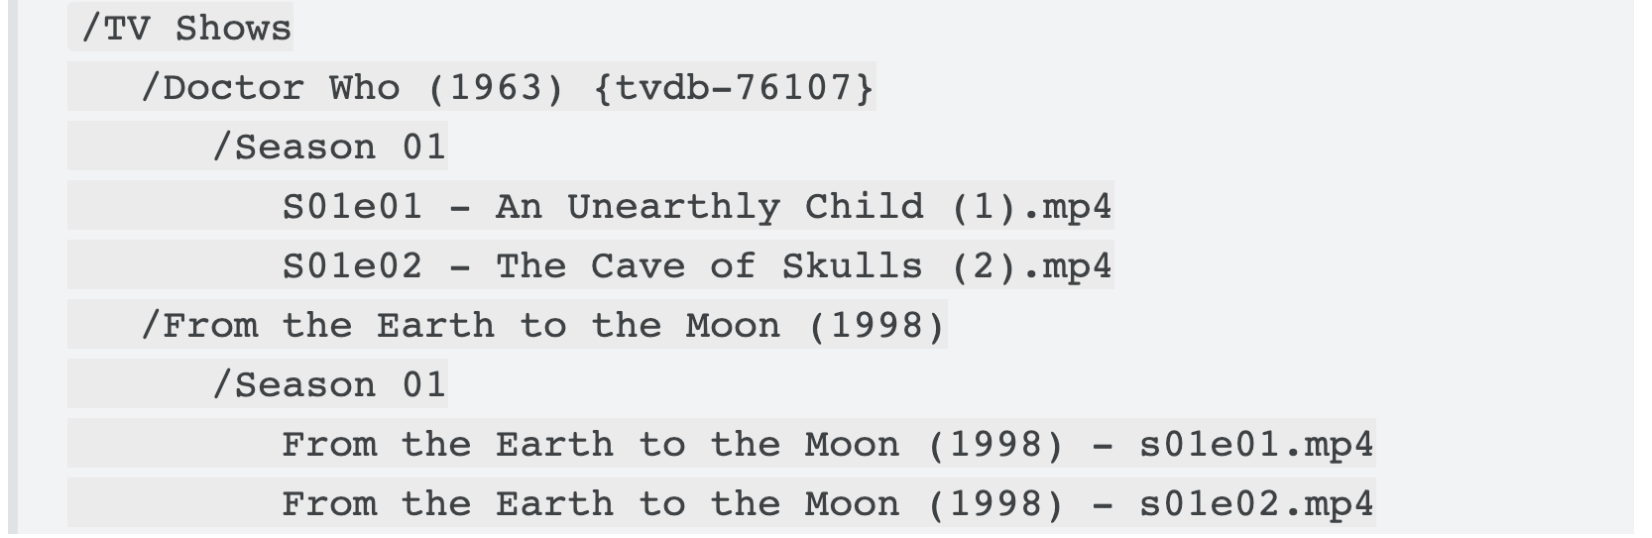 /TV Shows
/Doctor Who (1963) {tvdb-76107}
/Season 01
S01e01 - An Unearthly Child (1).mp4
S01e02 - The Cave of Skulls (2).mp4
/From the Earth to the Moon (1998)
/Season 01
From the Earth to the Moon (1998) - s01e01.mp4
From the Earth to the Moon (1998) - s01e02.mp4